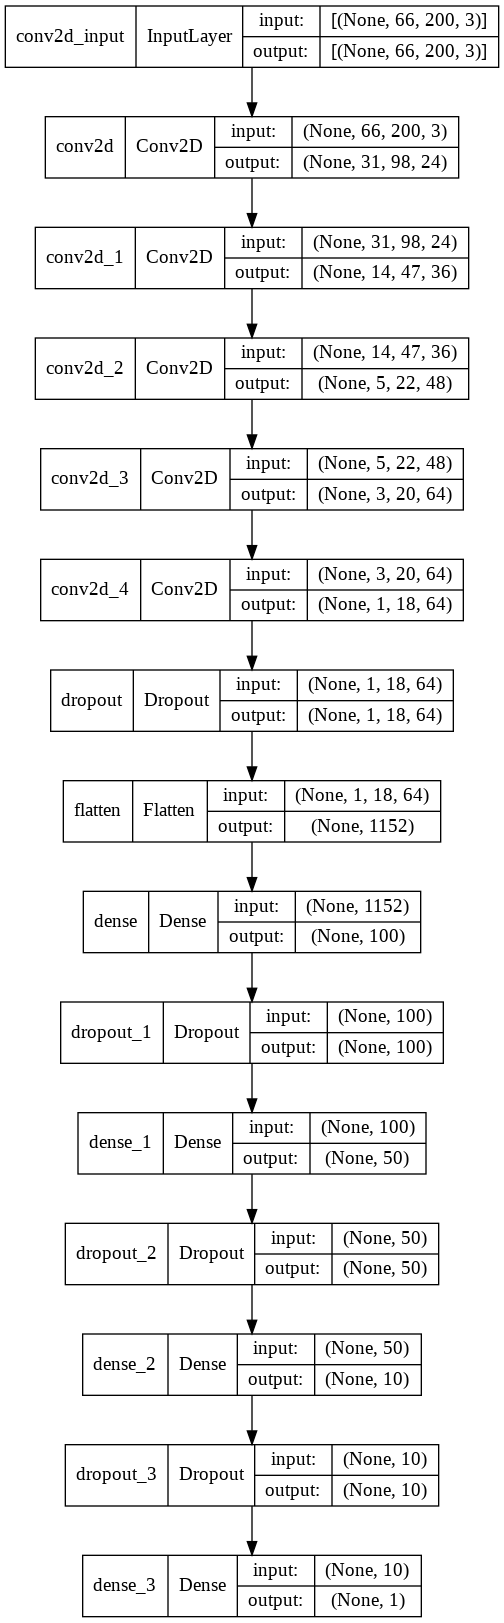 conv2d_input InputLayer input: [(None, 66, 200, 3)]
output: [(None, 66, 200, 3)]
conv2d Conv2D input: (None, 66, 200, 3)
output: (None, 31, 98, 24)
conv2d_1 Conv2D input: (None, 31, 98, 24)
output: (None, 14, 47, 36)
conv2d_2 Conv2D input: (None, 14, 47, 36)
output: (None, 5, 22, 48)
conv2d_3 Conv2D input: (None, 5, 22, 48)
output: (None, 3, 20, 64)
conv2d_4 Conv2D input: (None, 3, 20, 64)
output: (None, 1, 18, 64)
dropout Dropout input: (None, 1, 18, 64)
output: (None, 1, 18, 64)
flatten Flatten input: (None, 1, 18, 64)
output: (None, 1152)
dense Dense input: (None, 1152)
output: (None, 100)
dropout_1 Dropout input: (None, 100)
output: (None, 100)
dense_1 Dense input: (None, 100)
output: (None, 50)
dropout_2 Dropout input: (None, 50)
output: (None, 50)
dense_2 Dense input: (None, 50)
output: (None, 10)
dropout_3 Dropout input: (None, 10)
output: (None, 10)
dense_3 Dense input: (None, 10)
output: (None, 1)